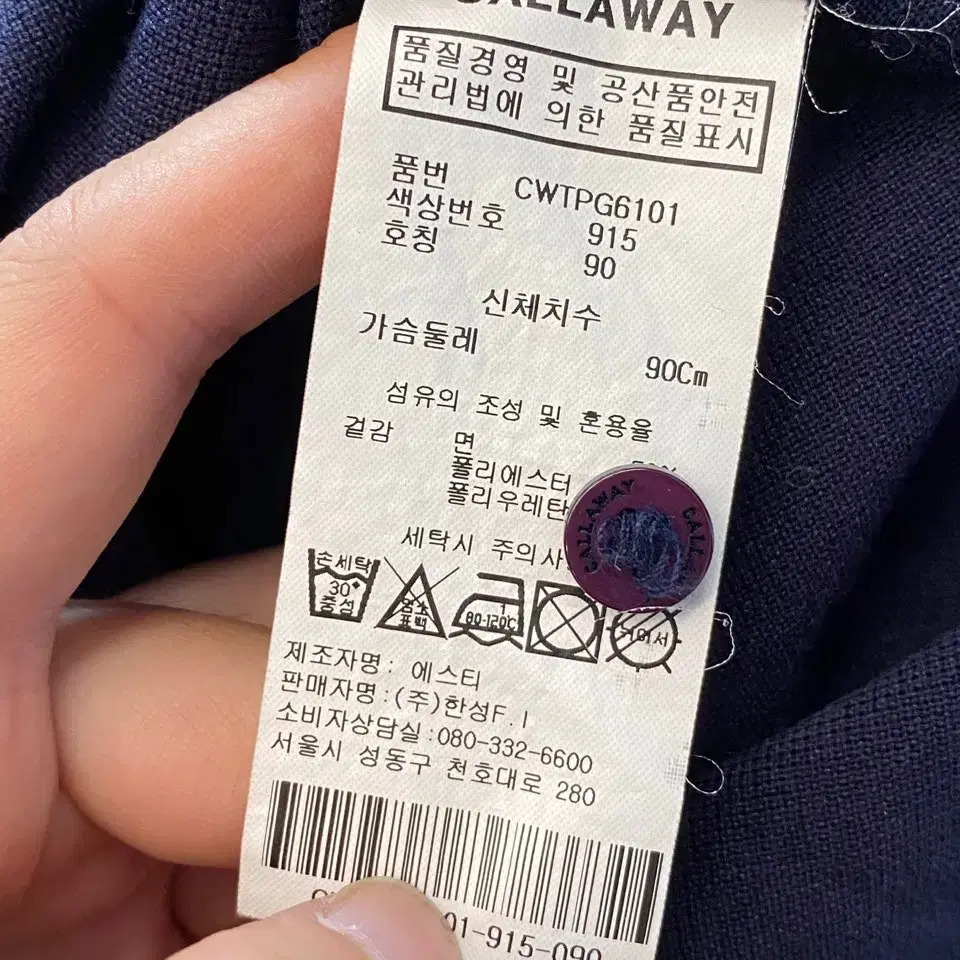 CALLAWAY
품질경영 및 공산품안전
관리법에 의한 품질표시
품번 CWTPG6101
색상번호 915
호칭 90
신체치수
가슴둘레 90Cm
섬유의 조성 및 혼용율
겉감 면
폴리에스터
폴리우레탄
CALLAWAY
세탁시 주의사
손세탁
30°
중성
염소
표백
1
80-120℃
제조자명: 에스티
판매자명:(주)한성F.I
소비자상담실:080-332-6600
서울시 성동구 천호대로 280
01-915-090